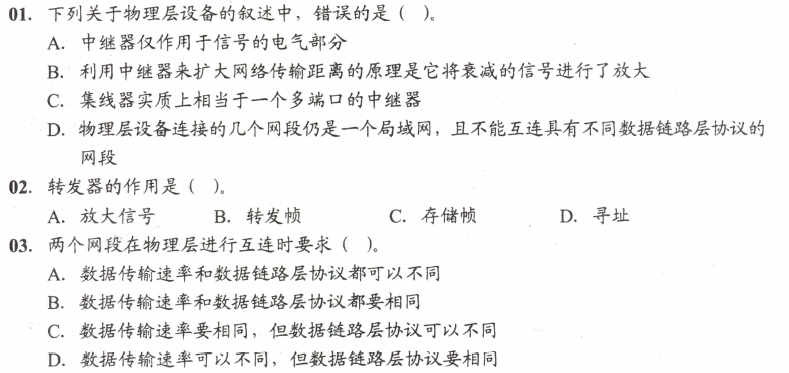 01. 下列关于物理层设备的叙述中，错误的是（ ）。
A. 中继器仅作用于信号的电气部分
B. 利用中继器来扩大网络传输距离的原理是它将衰减的信号进行了放大
C. 集线器实质上相当于一个多端口的中继器
D. 物理层设备连接的几个网段仍是一个局域网，且不能互连具有不同数据链路层协议的
网段
02. 转发器的作用是（ ）。
A. 放大信号 B. 转发帧 C. 存储帧 D. 寻址
03. 两个网段在物理层进行互连时要求（ ）。
A. 数据传输速率和数据链路层协议都可以不同
B. 数据传输速率和数据链路层协议都要相同
C. 数据传输速率要相同，但数据链路层协议可以不同
D. 数据传输速率可以不同，但数据链路层协议要相同